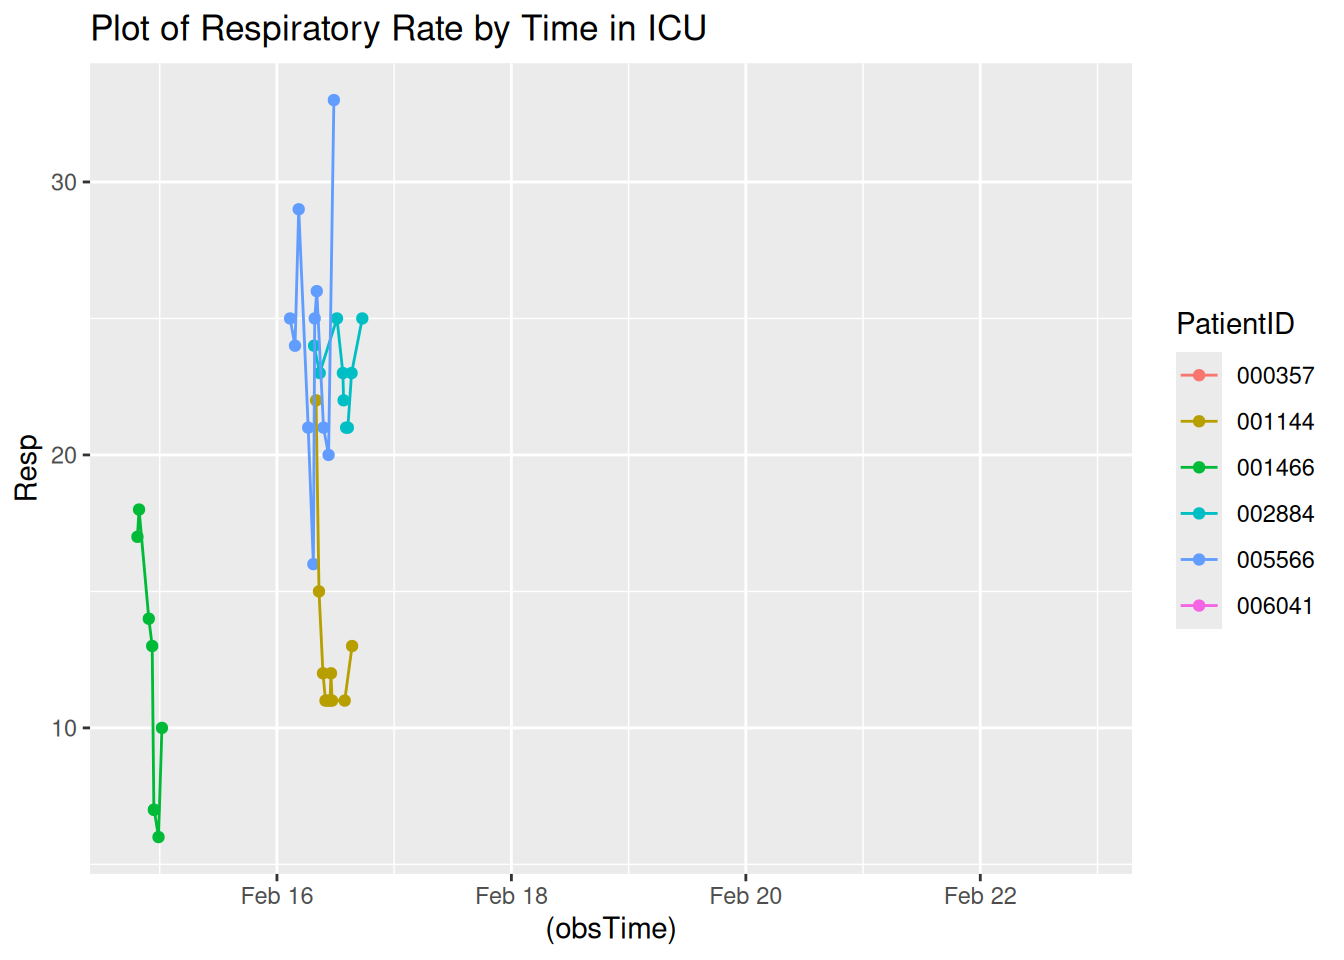 Plot of Respiratory Rate by Time in ICU
30
20
10
Resp
Feb 16
Feb 18
Feb 20
Feb 22
(obsTime)
PatientID
000357
001144
001466
002884
005566
006041